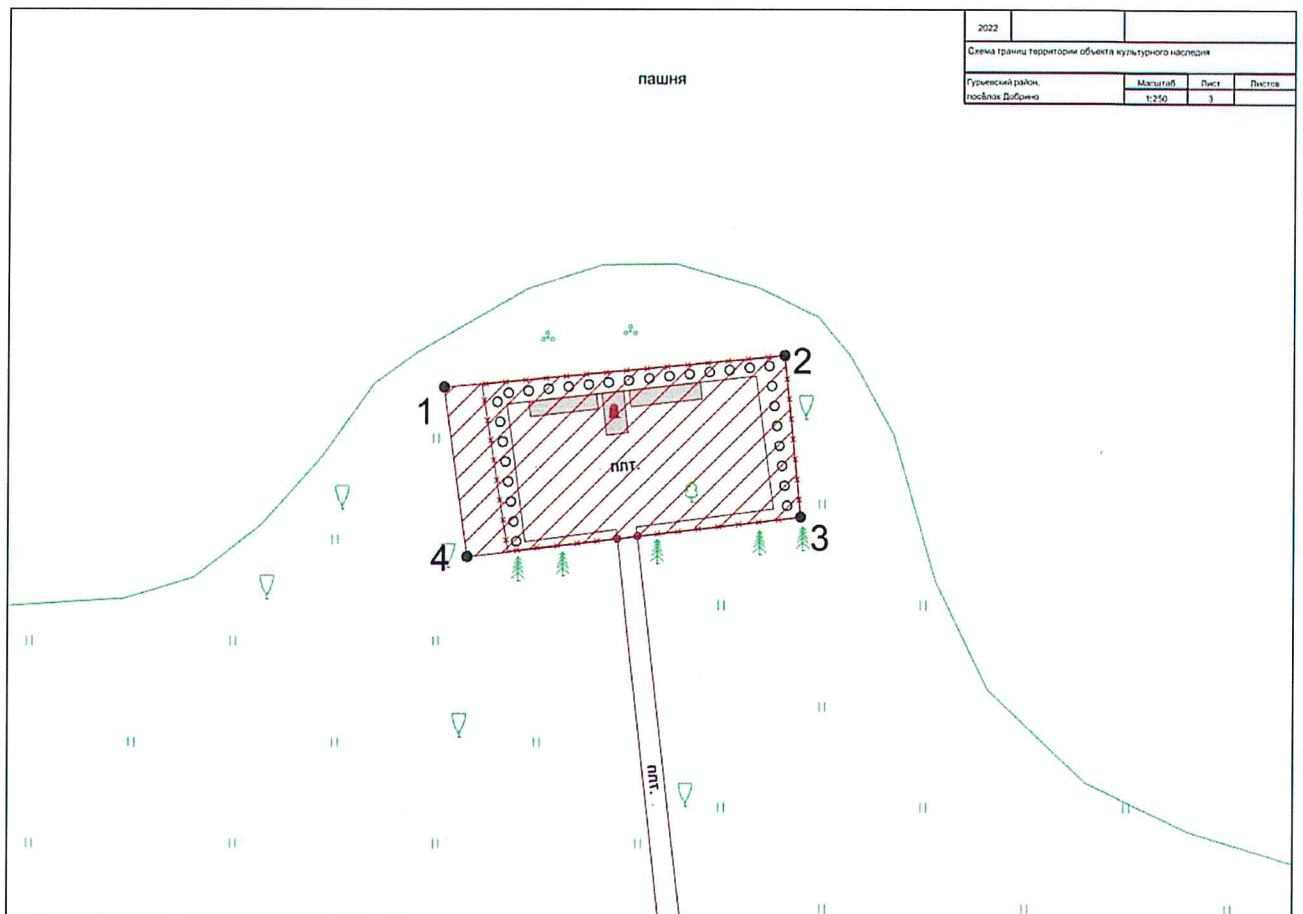 2022
Схема границ территории объекта культурного наследия
Гурьевский район,
посёлок Добрино
Масштаб Лист Листов
1:250 3
пашня
1
2
плт.
3
4
плт.